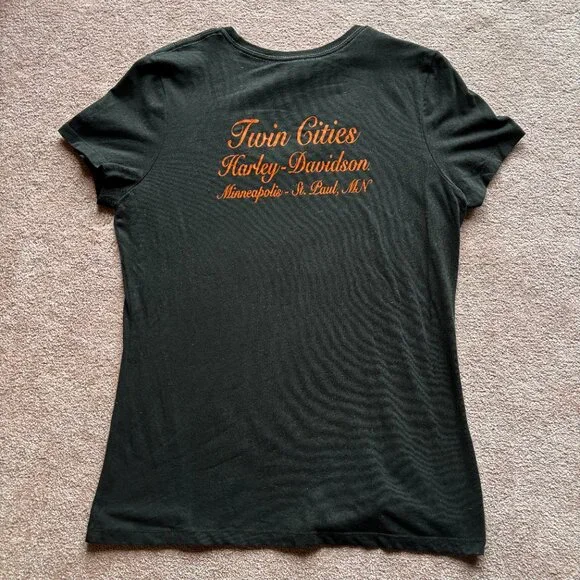 Twin Cities
Harley-Davidson
Minneapolis - St. Paul, MN